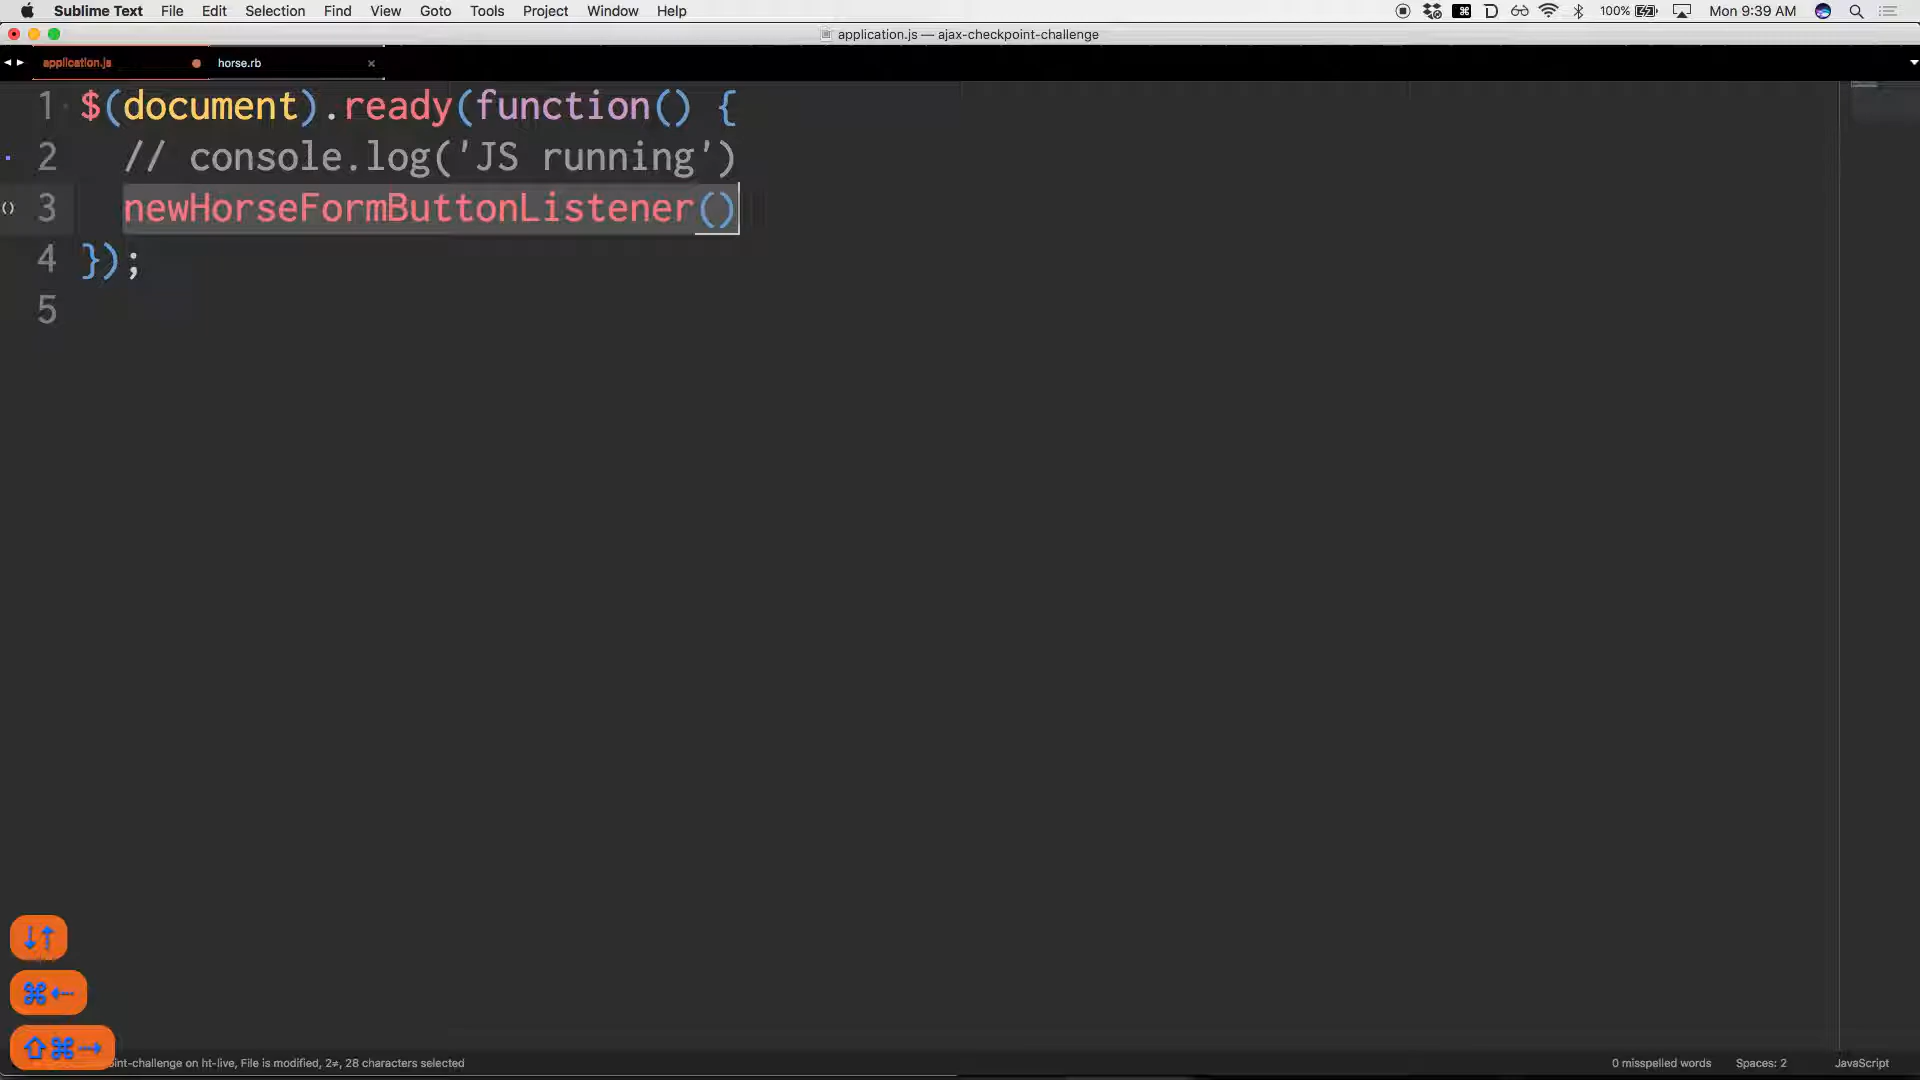 Sublime Text File Edit Selection Find View Goto Tools Project Window Help 100% Mon 9:39 AM
application.js — ajax-checkpoint-challenge
application.js horse.rb
1 $(document).ready(function() {
2 // console.log('JS running')
3 newHorseFormButtonListener()
4 });
5
⌘←
⇧⌘→
int-challenge on ht-live, File is modified, 2≠, 28 characters selected 0 misspelled words Spaces: 2 JavaScript